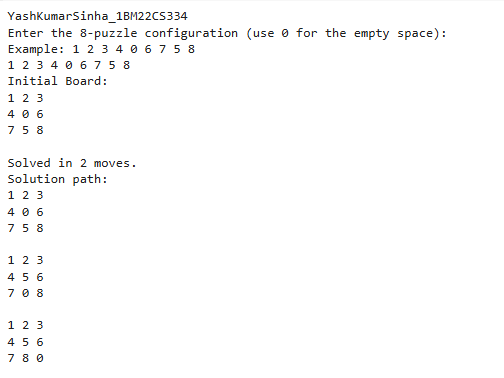 YashKumarSinha_1BM22CS334
Enter the 8-puzzle configuration (use 0 for the empty space):
Example: 1 2 3 4 0 6 7 5 8
1 2 3 4 0 6 7 5 8
Initial Board:
1 2 3
4 0 6
7 5 8

Solved in 2 moves.
Solution path:
1 2 3
4 0 6
7 5 8

1 2 3
4 5 6
7 0 8

1 2 3
4 5 6
7 8 0